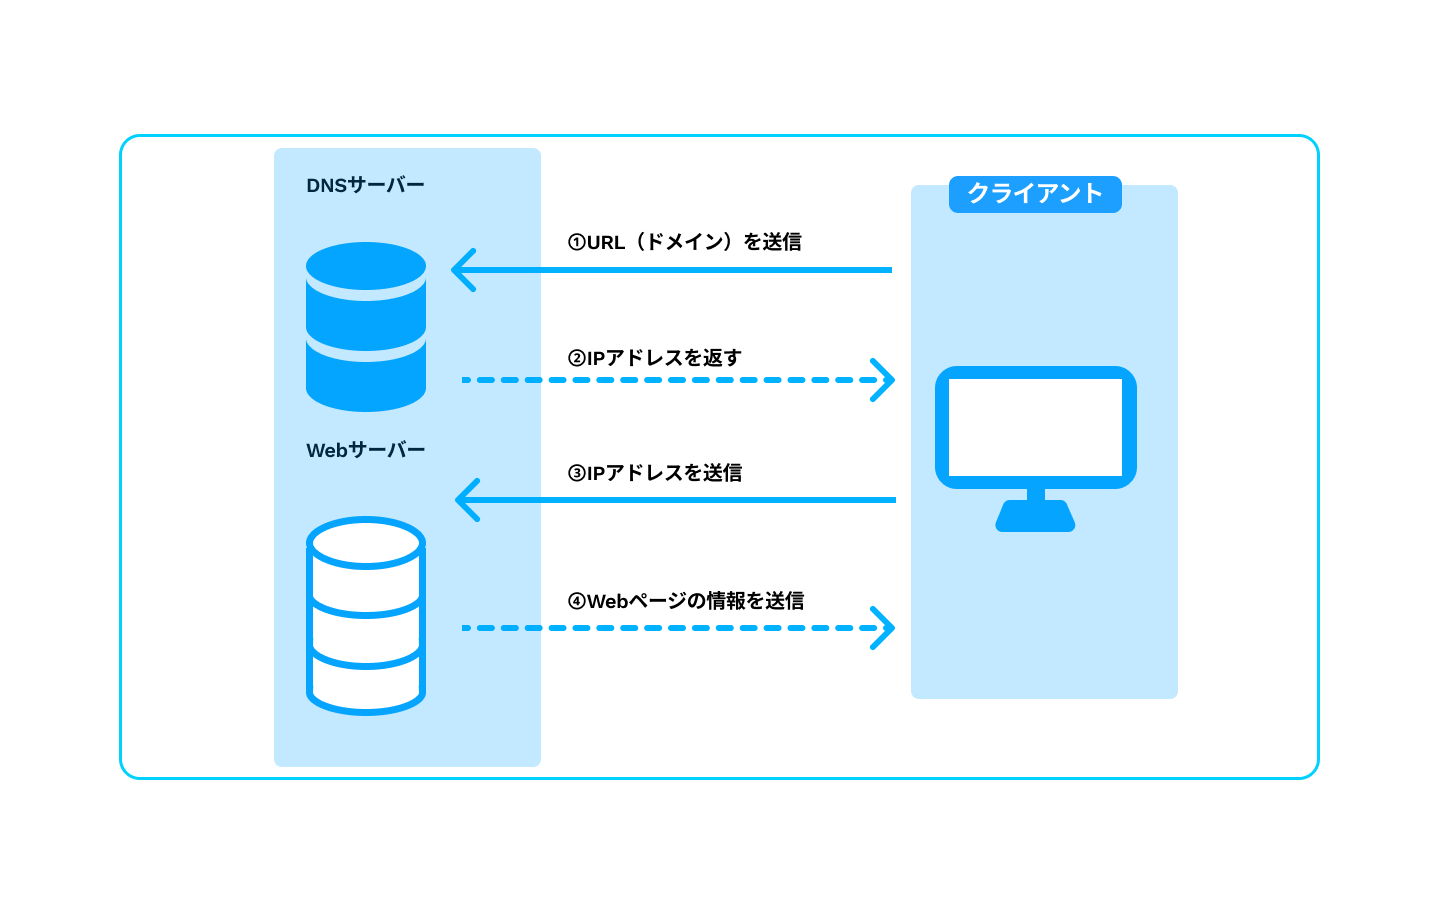 DNSサーバー
クライアント
①URL（ドメイン）を送信
②IPアドレスを返す
Webサーバー
③IPアドレスを送信
④Webページの情報を送信